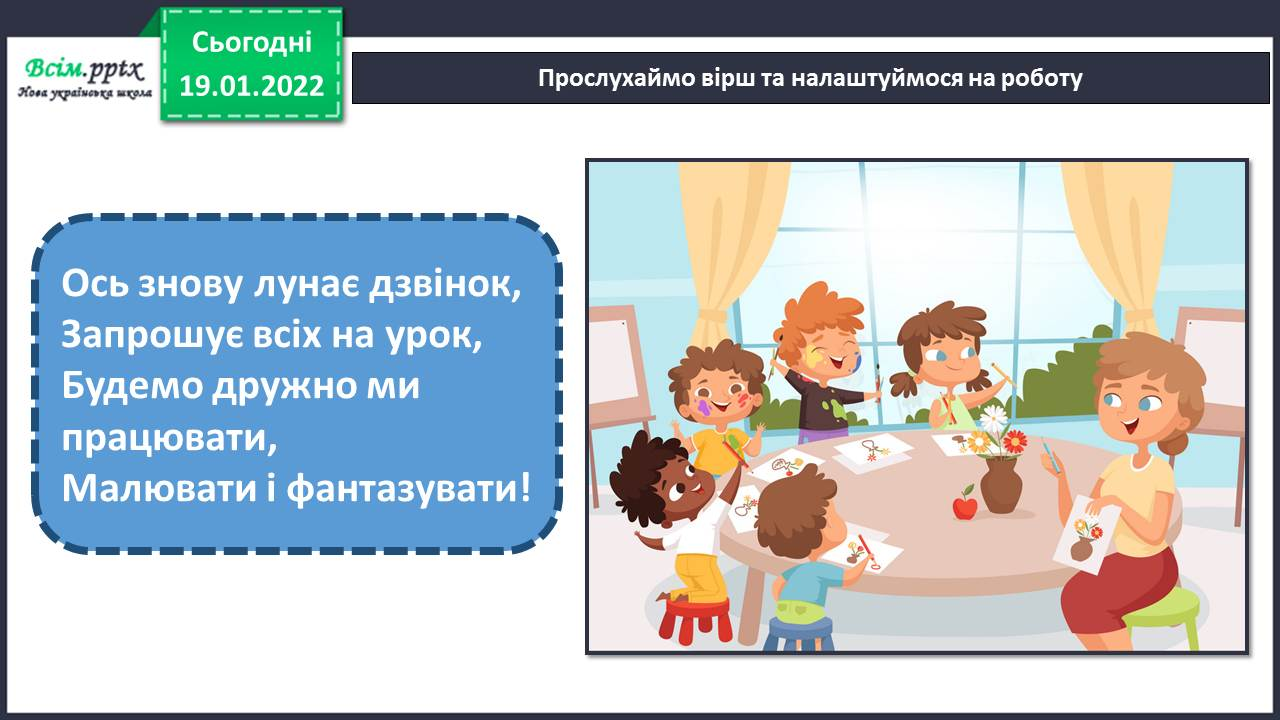 Всім.pptx
Нова українська школа
Сьогодні
19.01.2022
Прослухаймо вірш та налаштуймося на роботу
Ось знову лунає дзвінок,
Запрошує всіх на урок,
Будемо дружно ми
працювати,
Малювати і фантазувати!